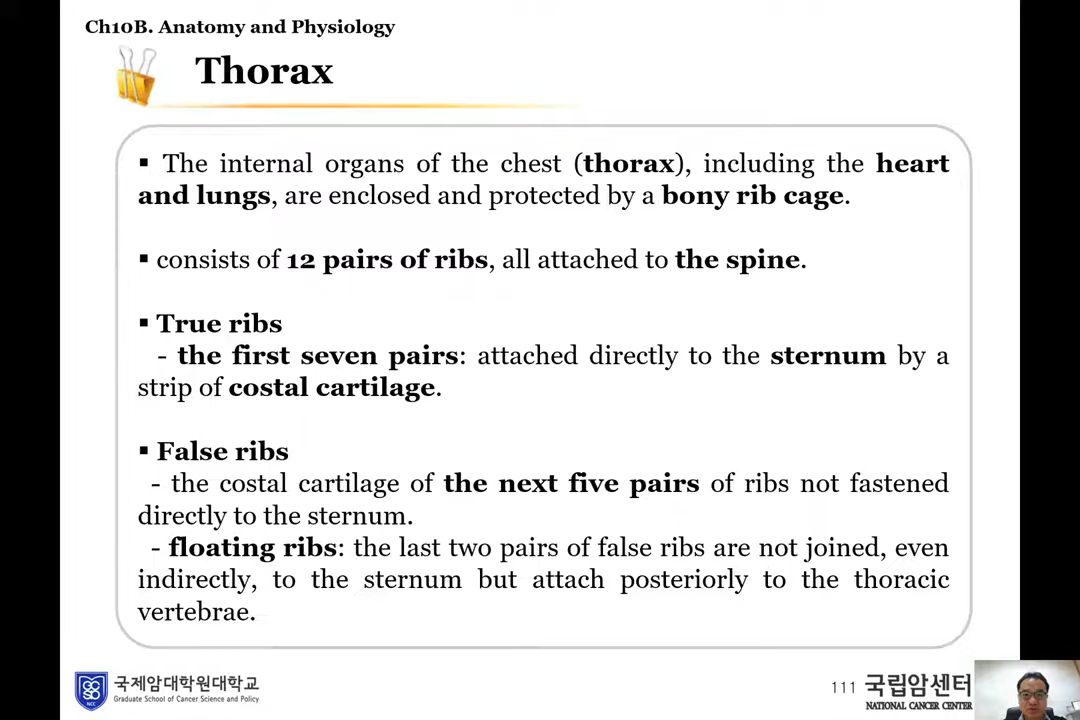 Ch10B. Anatomy and Physiology
Thorax
▪ The internal organs of the chest (thorax), including the heart
and lungs, are enclosed and protected by a bony rib cage.
▪ consists of 12 pairs of ribs, all attached to the spine.
▪ True ribs
- the first seven pairs: attached directly to the sternum by a
strip of costal cartilage.
▪ False ribs
- the costal cartilage of the next five pairs of ribs not fastened
directly to the sternum.
- floating ribs: the last two pairs of false ribs are not joined, even
indirectly, to the sternum but attach posteriorly to the thoracic
vertebrae.
GCSP
NCC
국제암대학원대학교
Graduate School of Cancer Science and Policy
111
국립암센터
NATIONAL CANCER CENTER